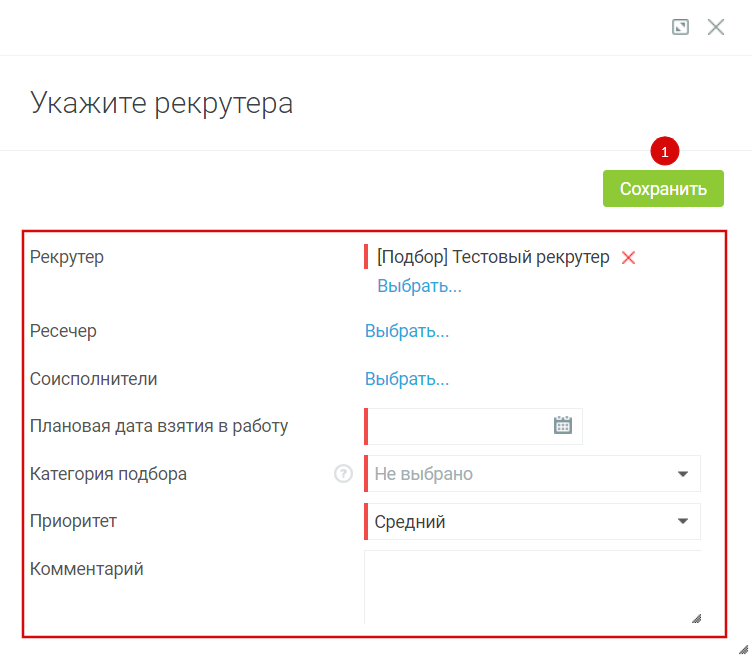 Укажите рекрутера
1
Сохранить
Рекрутер
[Подбор] Тестовый рекрутер
Выбрать...
Ресечер
Выбрать...
Соисполнители
Выбрать...
Плановая дата взятия в работу
Категория подбора
?
Не выбрано
Приоритет
Средний
Комментарий